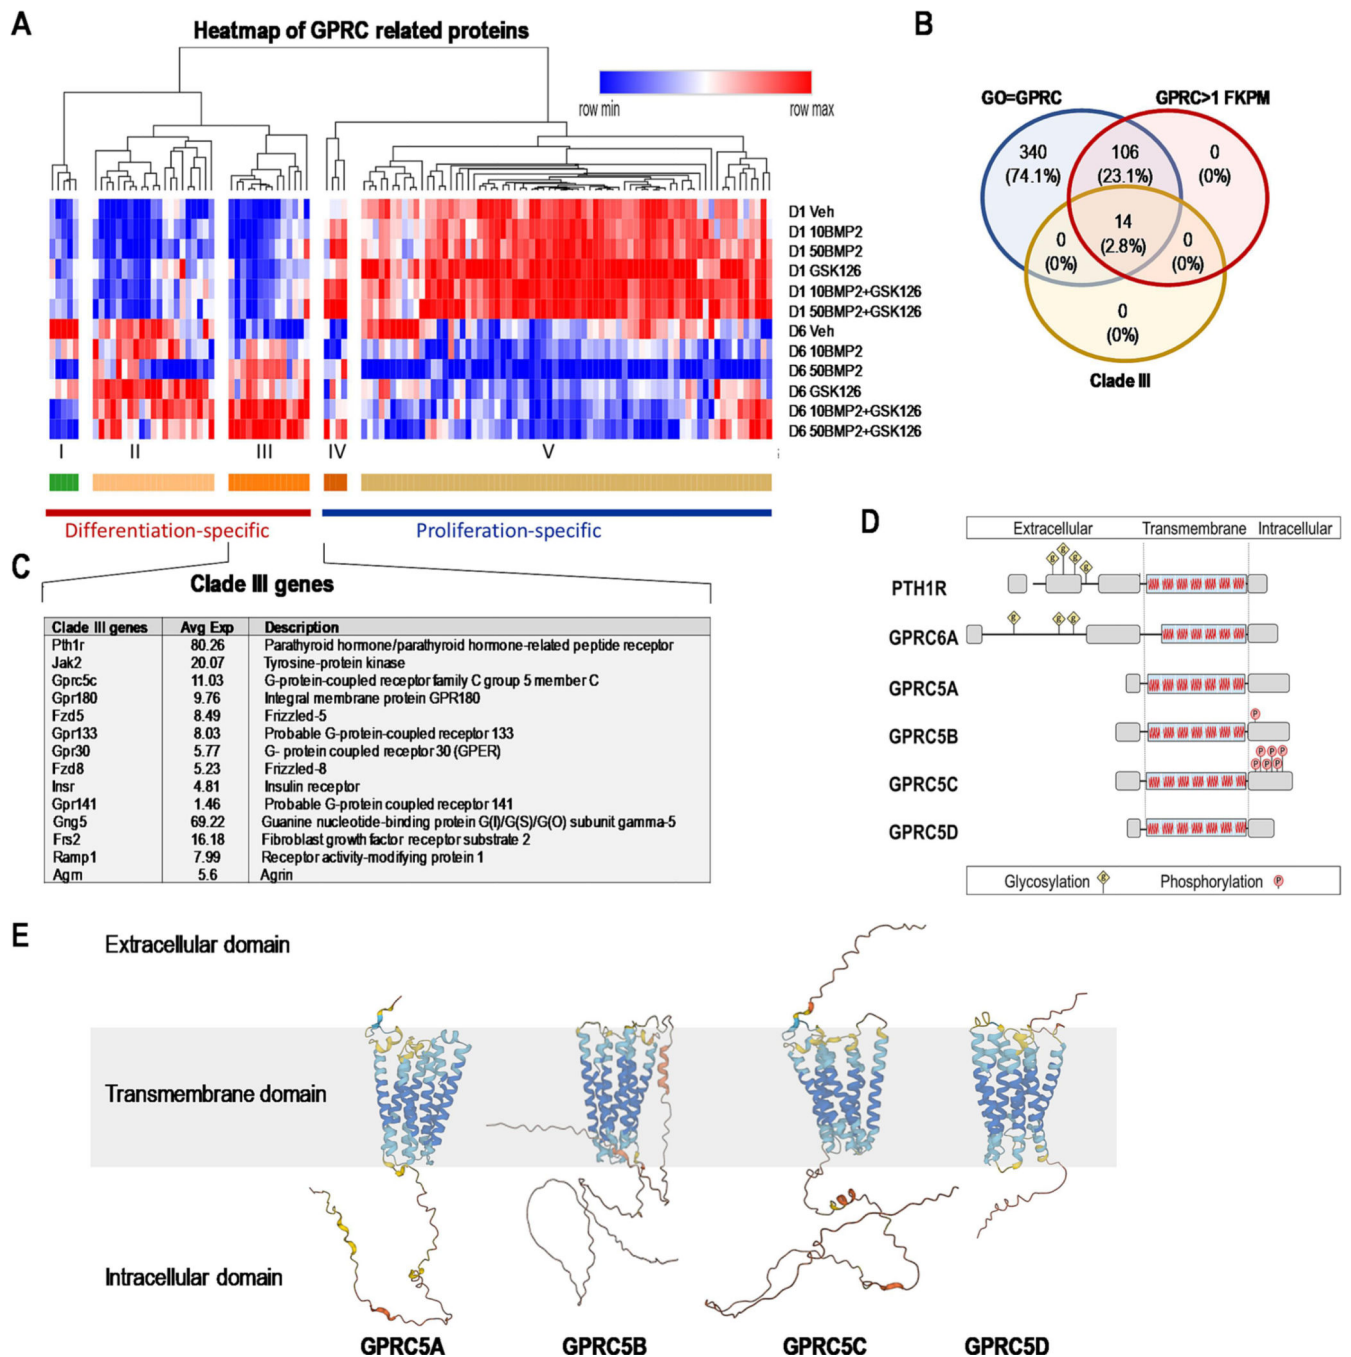 A
Heatmap of GPRC related proteins
row min
row max
D1 Veh
D1 10BMP2
D1 50BMP2
D1 GSK126
D1 10BMP2+GSK126
D1 50BMP2+GSK126
D6 Veh
D6 10BMP2
D6 50BMP2
D6 GSK126
D6 10BMP2+GSK126
D6 50BMP2+GSK126
I II III IV V
Differentiation-specific
Proliferation-specific
B
GO=GPRC
GPRC>1 FKPM
340
(74.1%)
106
(23.1%)
0
(0%)
14
(2.8%)
0
(0%)
0
(0%)
0
(0%)
Clade III
C
Clade III genes
Clade III genes Avg Exp Description
Pth1r 80.26 Parathyroid hormone/parathyroid hormone-related peptide receptor
Jak2 20.07 Tyrosine-protein kinase
Gprc5c 11.03 G-protein-coupled receptor family C group 5 member C
Gpr180 9.76 Integral membrane protein GPR180
Fzd5 8.49 Frizzled-5
Gpr133 8.03 Probable G-protein-coupled receptor 133
Gpr30 5.77 G- protein coupled receptor 30 (GPER)
Fzd8 5.23 Frizzled-8
Insr 4.81 Insulin receptor
Gpr141 1.46 Probable G-protein coupled receptor 141
Gng5 69.22 Guanine nucleotide-binding protein G(I)/G(S)/G(O) subunit gamma-5
Frs2 16.18 Fibroblast growth factor receptor substrate 2
Ramp1 7.99 Receptor activity-modifying protein 1
Agrn 5.6 Agrin
D
Extracellular Transmembrane Intracellular
g g g g
PTH1R
g g g
GPRC6A
GPRC5A
P
GPRC5B
P P P
P P P
GPRC5C
GPRC5D
Glycosylation g Phosphorylation P
E
Extracellular domain
Transmembrane domain
Intracellular domain
GPRC5A GPRC5B GPRC5C GPRC5D